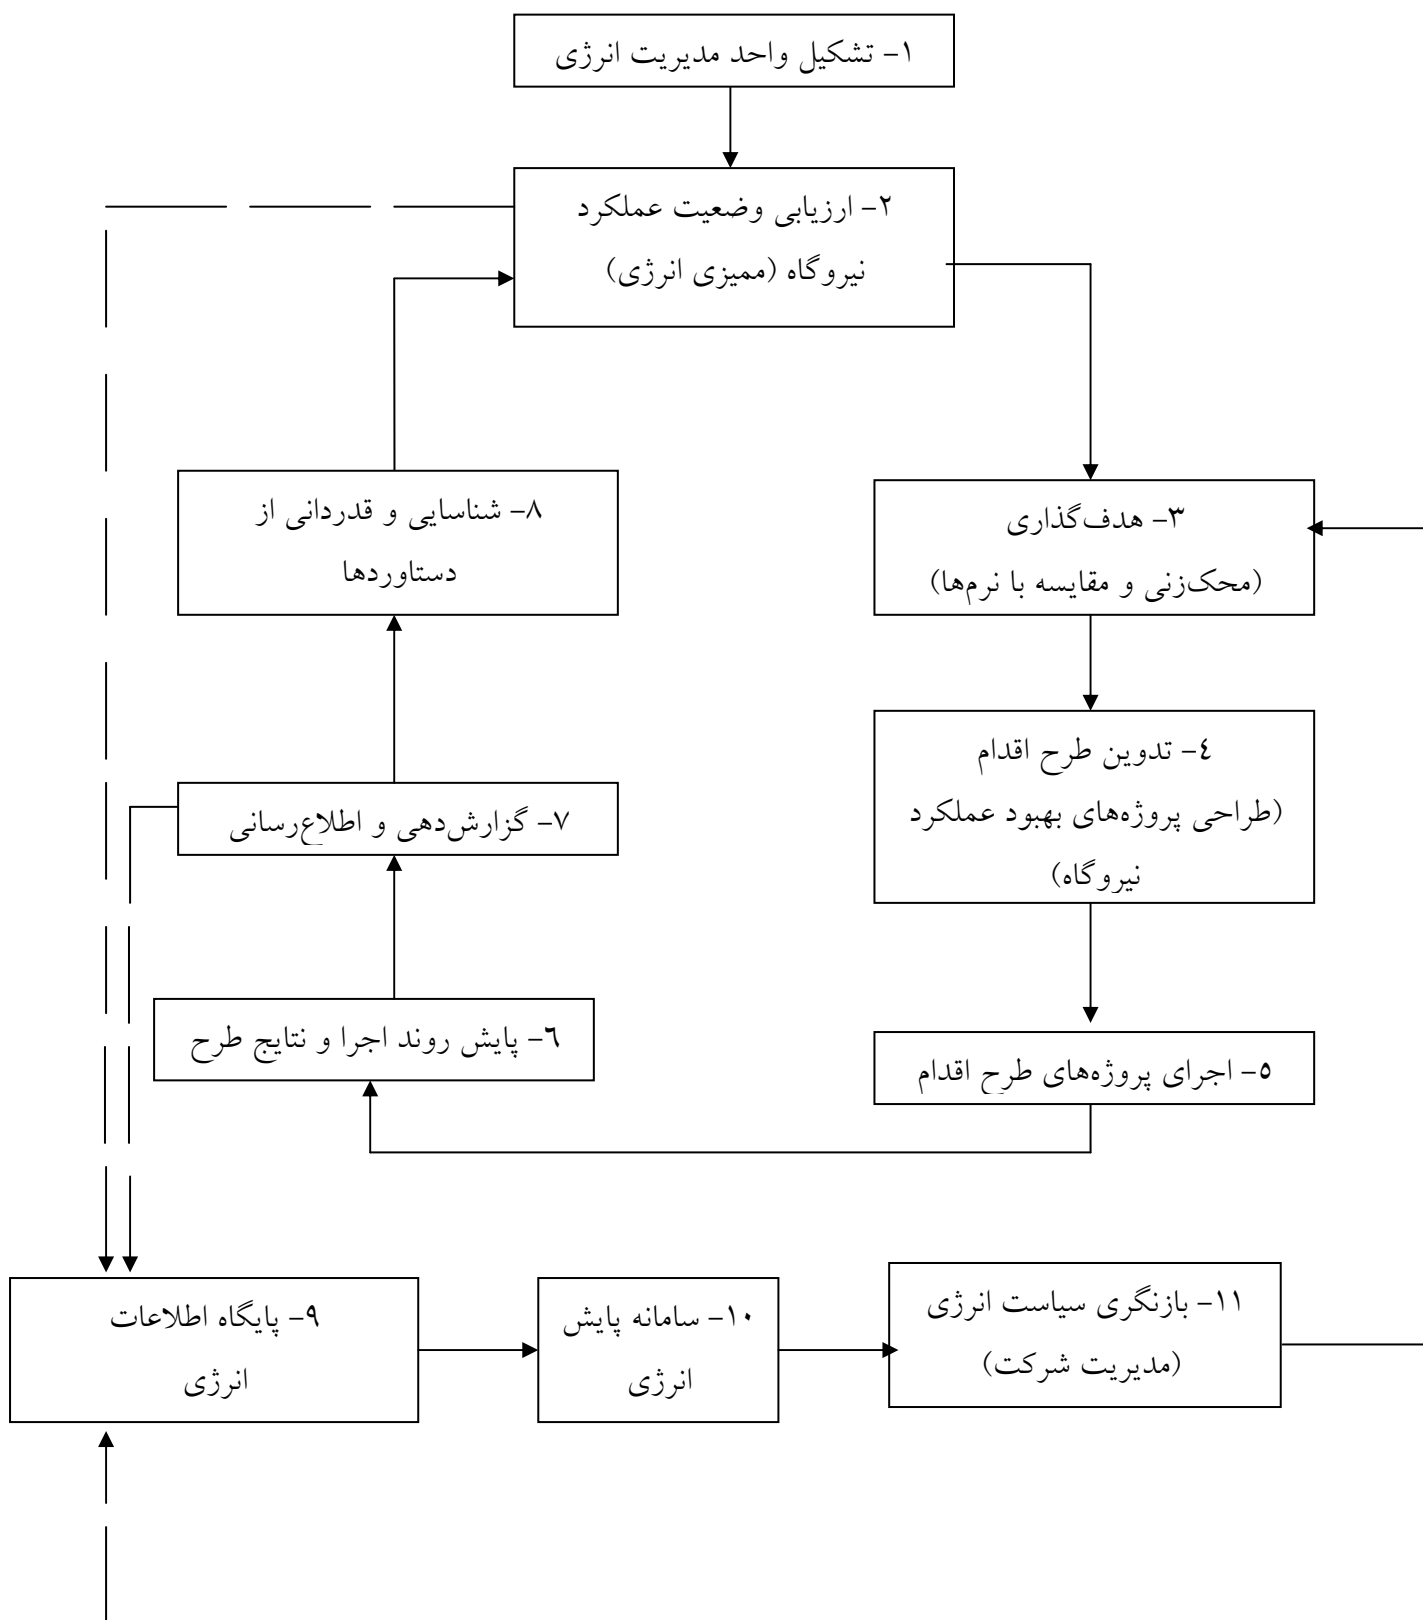 ۱- تشکیل واحد مدیریت انرژی
۲- ارزیابی وضعیت عملکرد
نیروگاه (ممیزی انرژی)
۳- هدف‌گذاری
(محک‌زنی و مقایسه با نرم‌ها)
٤- تدوین طرح اقدام
(طراحی پروژه‌های بهبود عملکرد
نیروگاه)
٥- اجرای پروژه‌های طرح اقدام
٦- پایش روند اجرا و نتایج طرح
۷- گزارش‌دهی و اطلاع‌رسانی
۸- شناسایی و قدردانی از
دستاوردها
۹- پایگاه اطلاعات
انرژی
۱۰- سامانه پایش
انرژی
۱۱- بازنگری سیاست انرژی
(مدیریت شرکت)